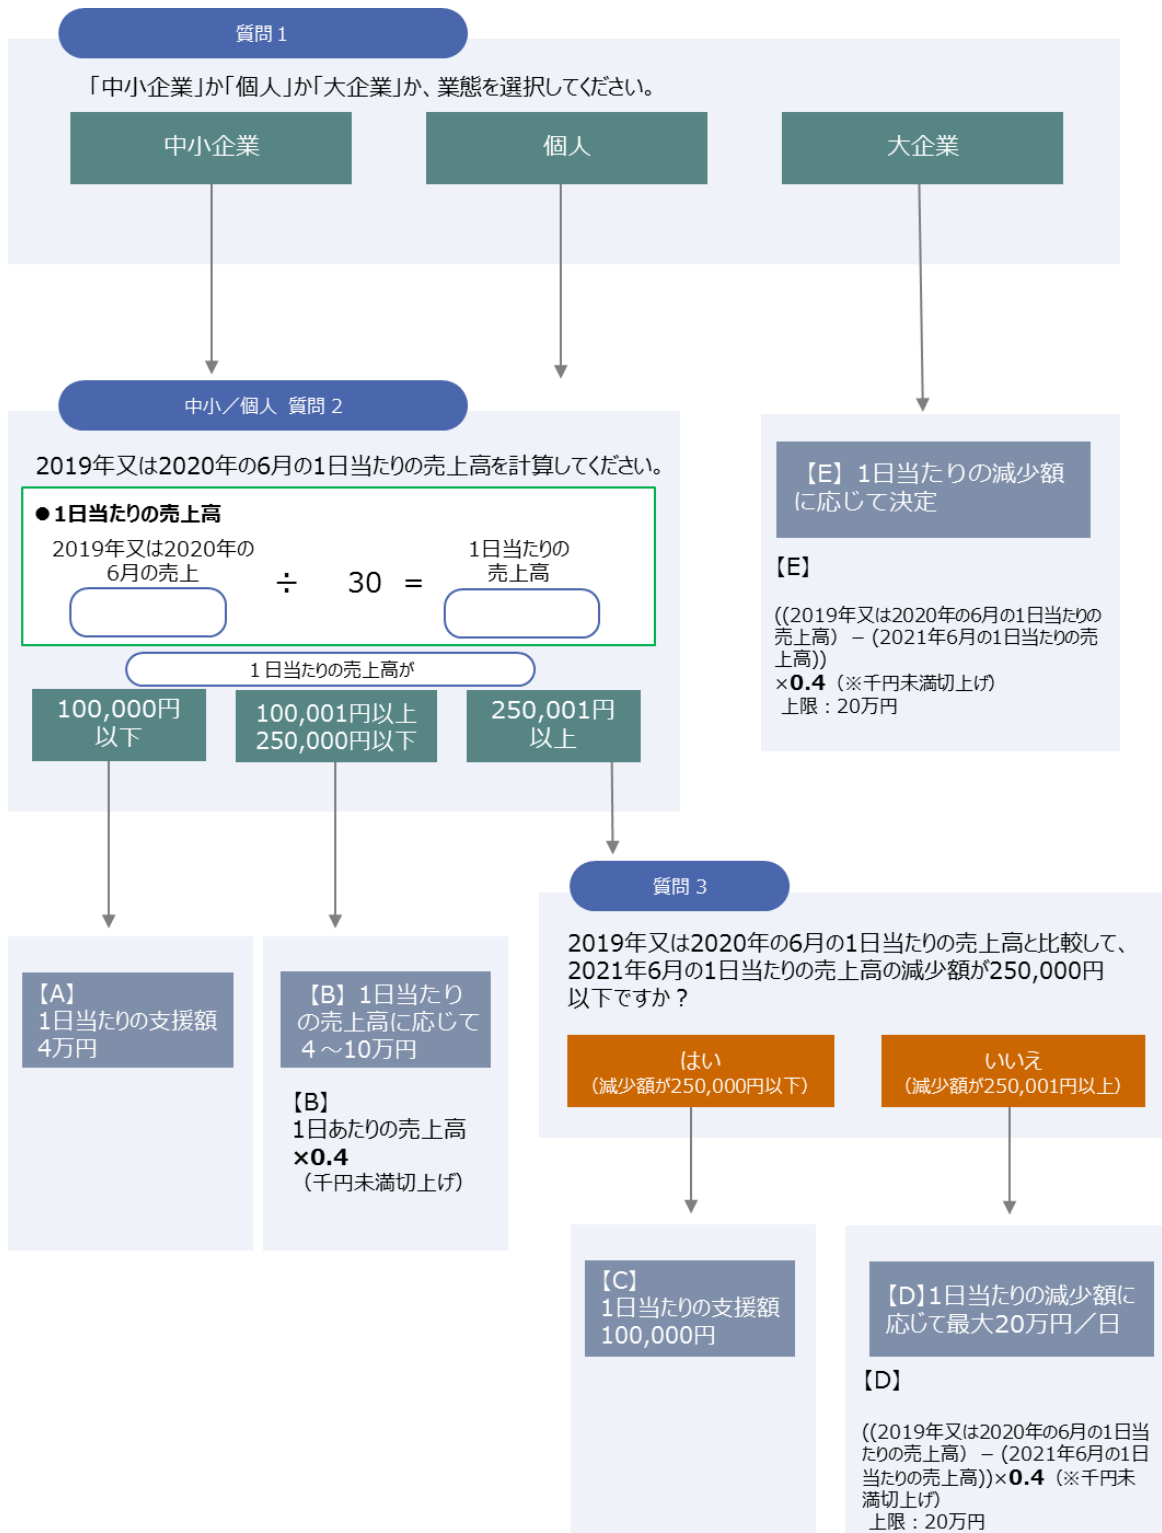 質問１
「中小企業」か「個人」か「大企業」か、業態を選択してください。
中小企業
個人
大企業
中小／個人 質問２
2019年又は2020年の6月の1日当たりの売上高を計算してください。
●1日当たりの売上高
2019年又は2020年の
6月の売上
÷ 30 =
1日当たりの
売上高
１日当たりの売上高が
100,000円
以下
100,001円以上
250,000円以下
250,001円
以上
【E】1日当たりの減少額
に応じて決定
【E】
((2019年又は2020年の6月の1日当たりの
売上高） − (2021年6月の1日当たりの売
上高))
×0.4（※千円未満切上げ）
上限：20万円
質問３
2019年又は2020年の6月の1日当たりの売上高と比較して、
2021年6月の1日当たりの売上高の減少額が250,000円
以下ですか？
はい
（減少額が250,000円以下）
いいえ
（減少額が250,001円以上）
【A】
1日当たりの支援額
4万円
【B】1日当たり
の売上高に応じて
４～10万円
【B】
1日あたりの売上高
×0.4
（千円未満切上げ）
【C】
1日当たりの支援額
100,000円
【D】1日当たりの減少額に
応じて最大20万円／日
【D】
((2019年又は2020年の6月の1日当
たりの売上高） − (2021年6月の1日
当たりの売上高))×0.4（※千円未
満切上げ）
上限：20万円